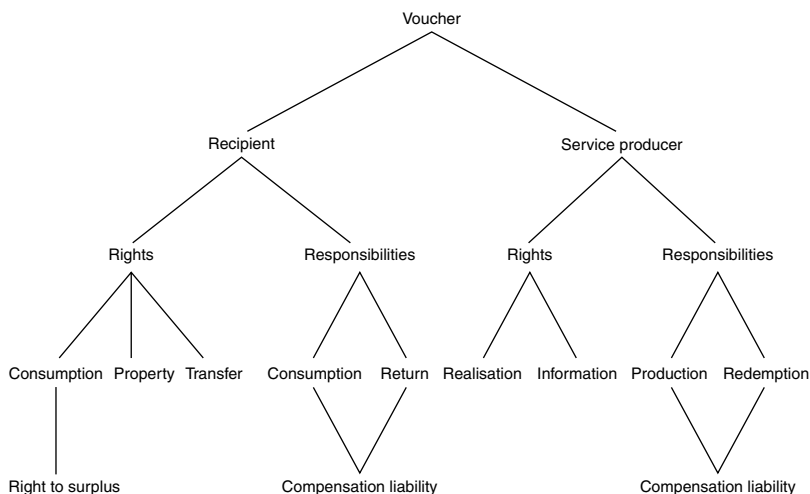 Voucher
Recipient Service producer
Rights Responsibilities Rights Responsibilities
Consumption Property Transfer Consumption Return Realisation Information Production Redemption
Right to surplus Compensation liability Compensation liability